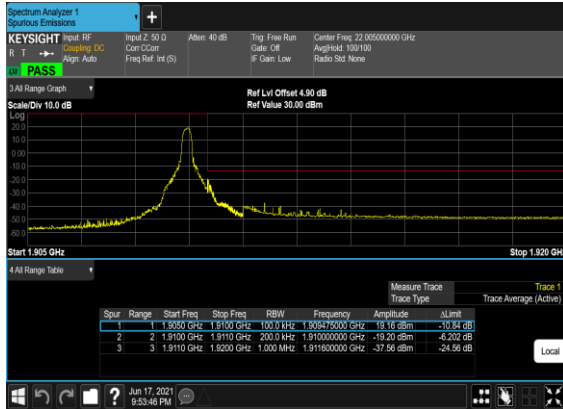 Spectrum Analyzer 1
Spurious Emissions
KEYSIGHT Input: RF Input Z: 50 Ω Atten: 40 dB Trig: Free Run Center Freq: 22.005000000 GHz
R T Coupling: DC Corr CCorr Gate: Off Avg|Hold: 100/100
Align: Auto Freq Ref: Int (S) IF Gain: Low Radio Std: None
PASS
3 All Range Graph
Ref Lvl Offset 4.90 dB
Scale/Div 10.0 dB Ref Value 30.00 dBm
Log
20.0
10.0
0.00
-10.0
-20.0
-30.0
-40.0
-50.0
-60.0
Start 1.905 GHz Stop 1.920 GHz
4 All Range Table
Measure Trace Trace 1
Trace Type Trace Average (Active)
Spur Range Start Freq Stop Freq RBW Frequency Amplitude ΔLimit
1 1 1.9050 GHz 1.9100 GHz 100.0 kHz 1.909475000 GHz 19.16 dBm -10.84 dB
2 2 1.9100 GHz 1.9110 GHz 200.0 kHz 1.910000000 GHz -19.20 dBm -6.202 dB
3 3 1.9110 GHz 1.9200 GHz 1.000 MHz 1.911600000 GHz -37.56 dBm -24.56 dB
Local
? Jun 17, 2021
9:53:46 PM